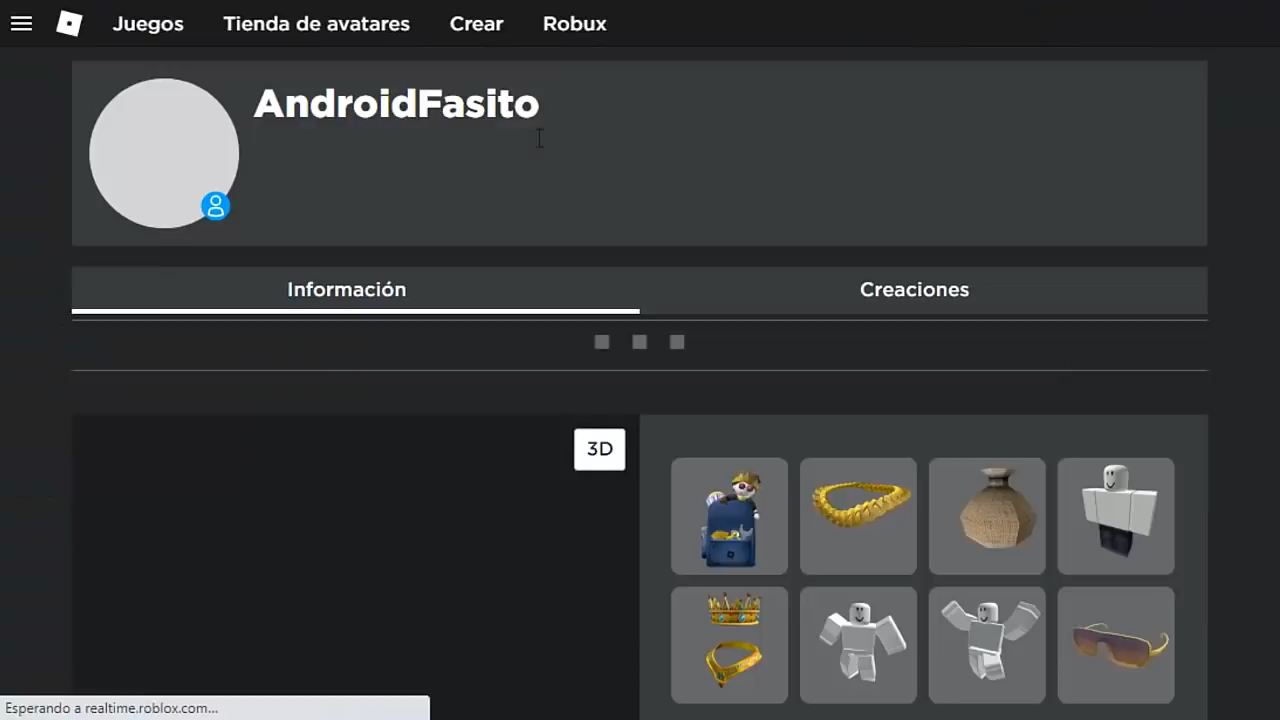 Juegos Tienda de avatares Crear Robux
AndroidFasito
Información Creaciones
3D
Esperando a realtime.roblox.com...